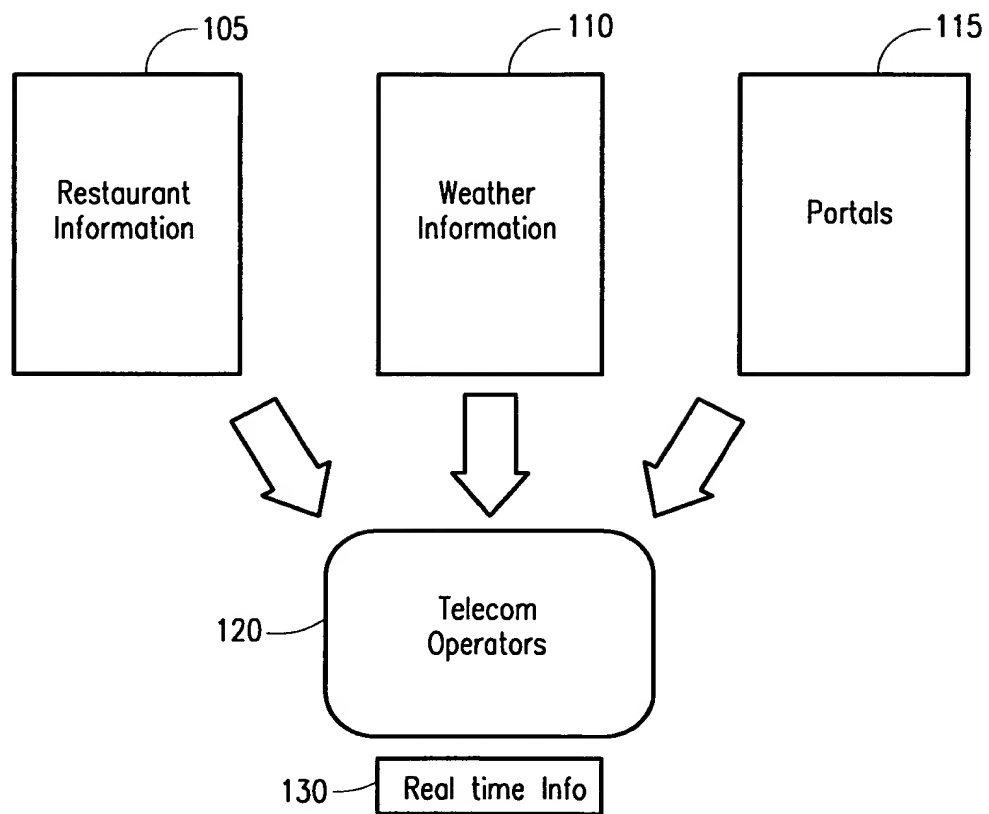 105
110
115
Restaurant
Information
Weather
Information
Portals
Telecom
Operators
120
130
Real time Info